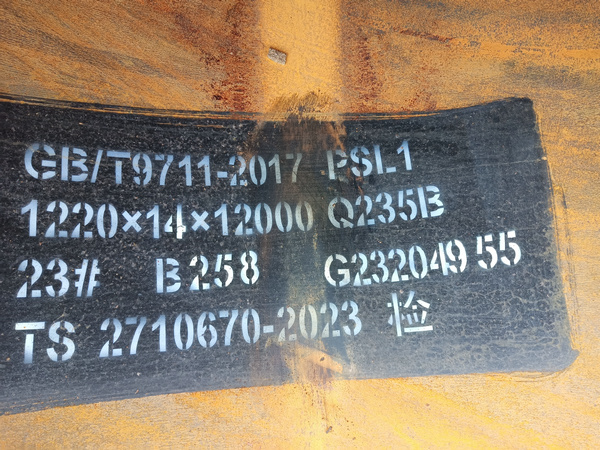 GB/T9711-2017 PSL1
1220×14×12000 Q235B
23# B258 G232049 55
TS 2710670-2023 检